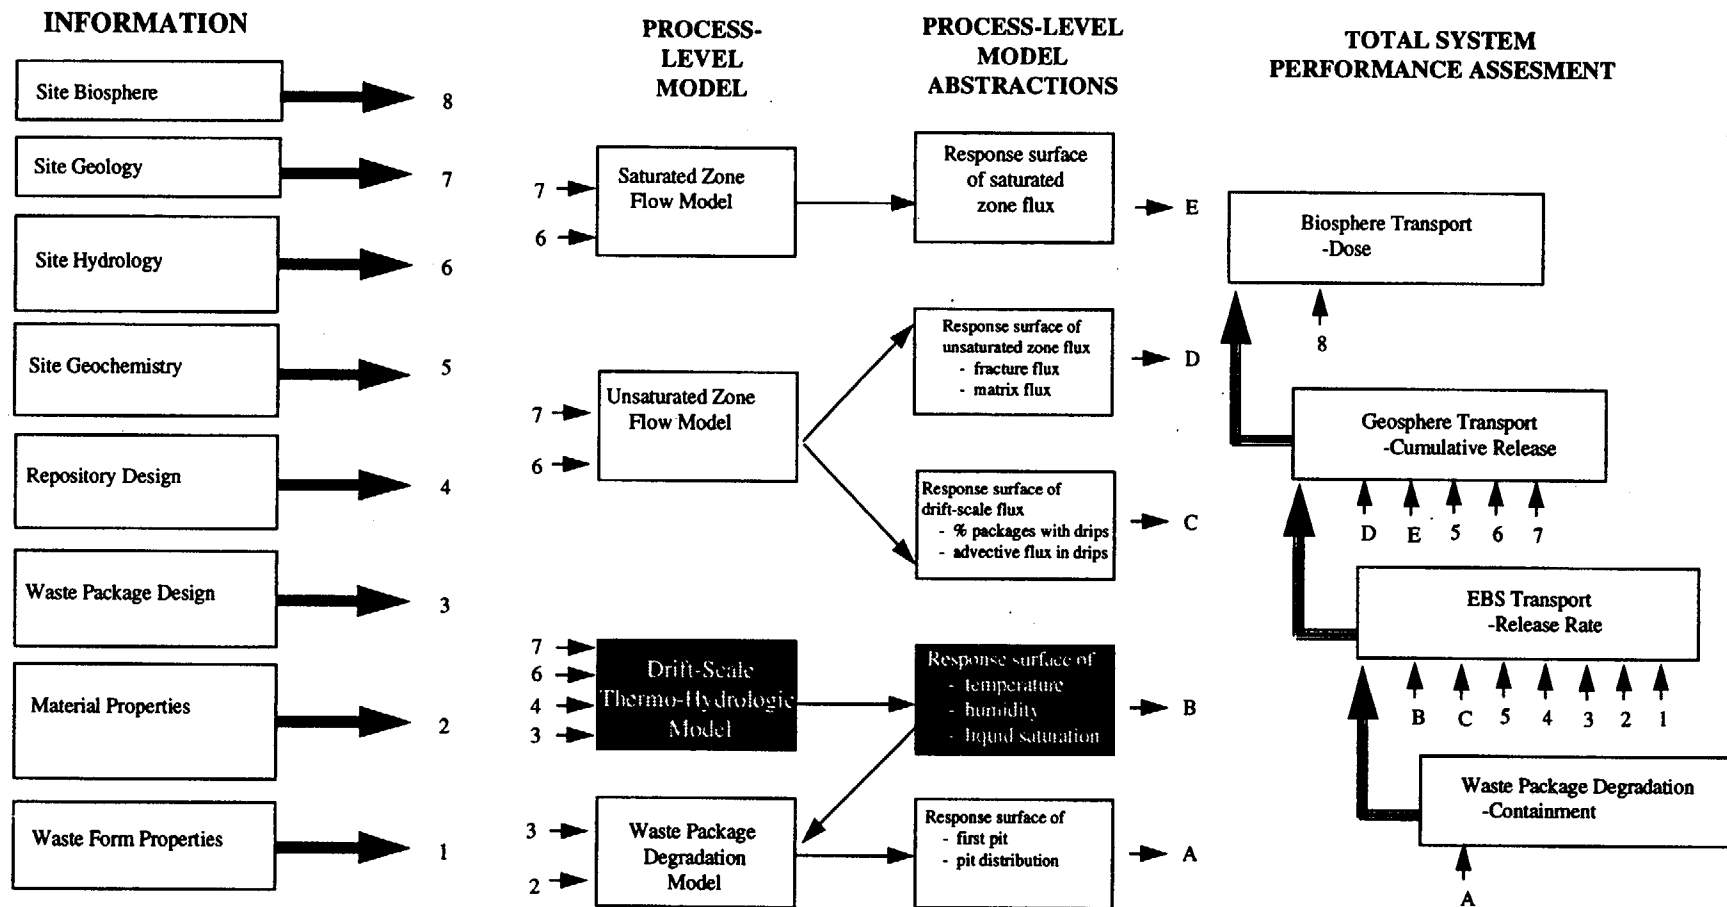 INFORMATION
Site Biosphere
8
Site Geology
7
Site Hydrology
6
Site Geochemistry
5
Repository Design
4
Waste Package Design
3
Material Properties
2
Waste Form Properties
1
PROCESS-
LEVEL
MODEL
7
6
Saturated Zone
Flow Model
7
6
Unsaturated Zone
Flow Model
7
6
4
3
Drift-Scale
Thermo-Hydrologic
Model
3
2
Waste Package
Degradation
Model
PROCESS-LEVEL
MODEL
ABSTRACTIONS
Response surface
of saturated
zone flux
E
Response surface of
unsaturated zone flux
- fracture flux
- matrix flux
D
Response surface of
drift-scale flux
- % packages with drips
- advective flux in drips
C
Response surface of
- temperature
- humidity
- liquid saturation
B
Response surface of
- first pit
- pit distribution
A
TOTAL SYSTEM
PERFORMANCE ASSESMENT
Biosphere Transport
-Dose
8
Geosphere Transport
-Cumulative Release
D E 5 6 7
EBS Transport
-Release Rate
B C 5 4 3 2 1
Waste Package Degradation
-Containment
A